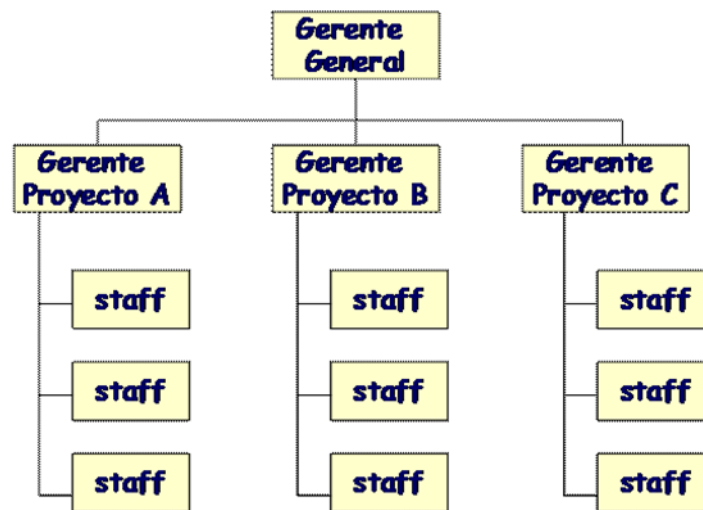 Gerente
General
Gerente
Proyecto A
Gerente
Proyecto B
Gerente
Proyecto C
staff
staff
staff
staff
staff
staff
staff
staff
staff